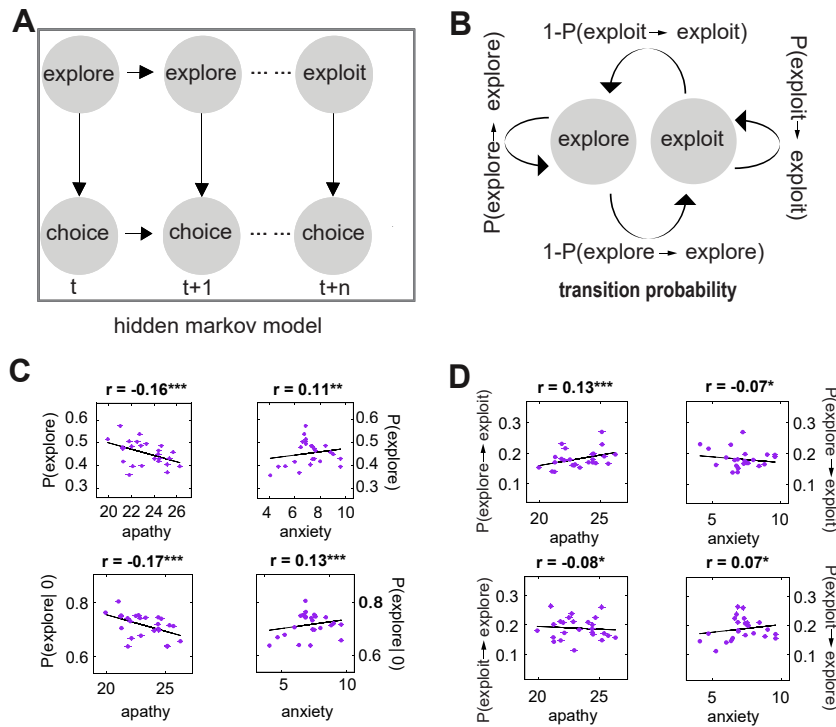 A
explore
explore
... ...
exploit
choice
choice
... ...
choice
t
t+1
t+n
hidden markov model
B
1-P(exploit→ exploit)
P(explore→ explore)
explore
exploit
P(exploit→ exploit)
1-P(explore→ explore)
transition probability
C
r = -0.16***
P(explore)
0.6
0.5
0.4
0.3
20 22 24 26
apathy
r = 0.11**
0.6
0.5
0.4
0.3
P(explore)
4 6 8 10
anxiety
r = -0.17***
P(explore| 0)
0.8
0.6
20 25
apathy
r = 0.13***
0.8
0.6
P(explore |0)
5 10
anxiety
D
r = 0.13***
P(explore→ exploit)
0.3
0.2
0.1
20 25
apathy
r = -0.07*
0.3
0.2
0.1
P(explore→ exploit)
5 10
anxiety
r = -0.08*
P(exploit→ explore)
0.3
0.2
0.1
20 25
apathy
r = 0.07*
0.3
0.2
0.1
P(exploit→ explore)
5 10
anxiety